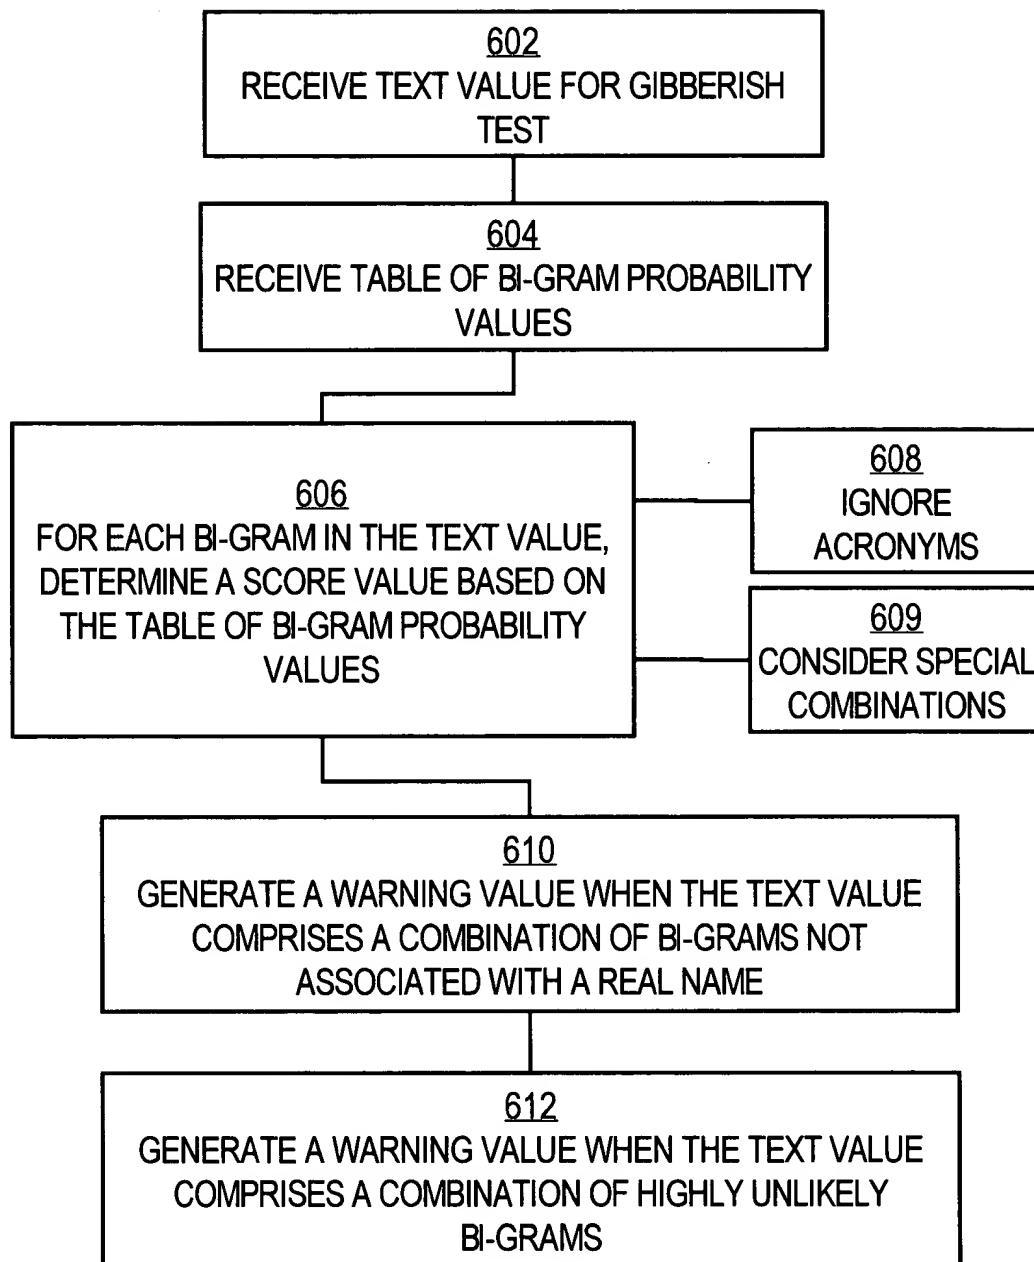 602
RECEIVE TEXT VALUE FOR GIBBERISH
TEST
604
RECEIVE TABLE OF BI-GRAM PROBABILITY
VALUES
606
FOR EACH BI-GRAM IN THE TEXT VALUE,
DETERMINE A SCORE VALUE BASED ON
THE TABLE OF BI-GRAM PROBABILITY
VALUES
608
IGNORE
ACRONYMS
609
CONSIDER SPECIAL
COMBINATIONS
610
GENERATE A WARNING VALUE WHEN THE TEXT VALUE
COMPRISES A COMBINATION OF BI-GRAMS NOT
ASSOCIATED WITH A REAL NAME
612
GENERATE A WARNING VALUE WHEN THE TEXT VALUE
COMPRISES A COMBINATION OF HIGHLY UNLIKELY
BI-GRAMS